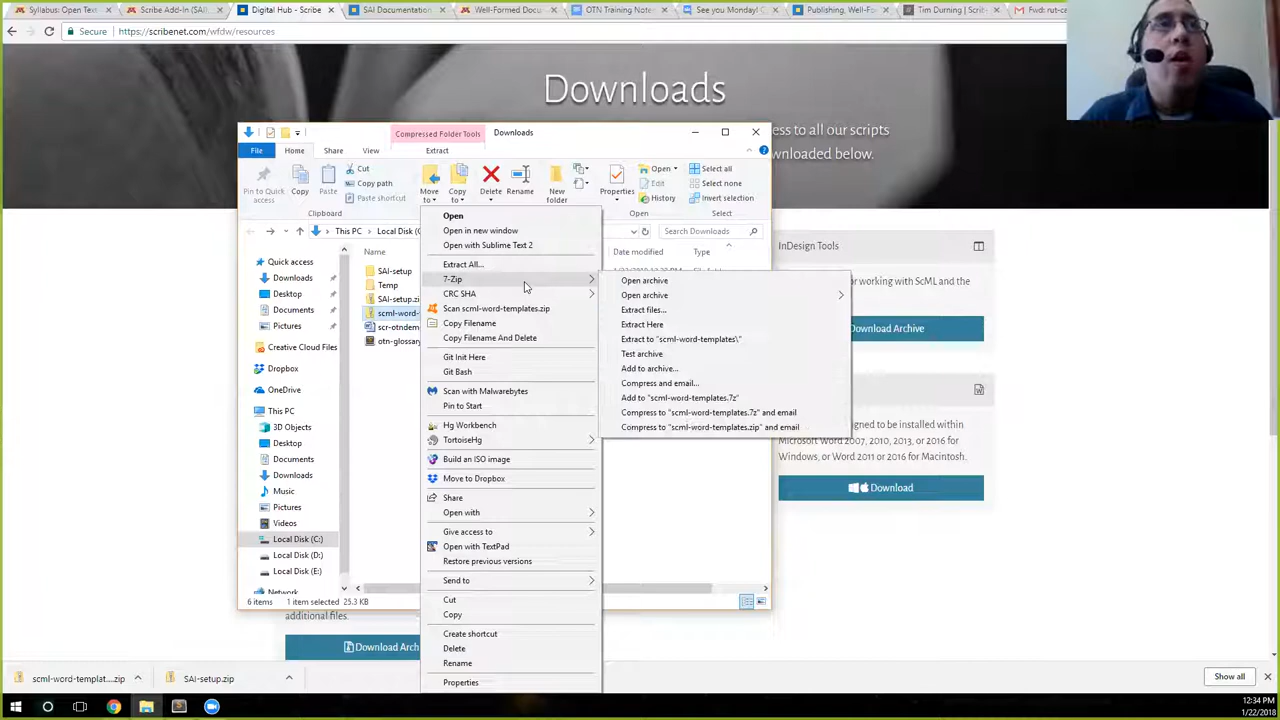 Syllabus: Open Text
Scribe Add-In (SAI)
Digital Hub - Scribe
SAI Documentation
Well-Formed Docu
OTN Training Note
See you Monday!
Publishing, Well-Fo
Tim Durning | Scrib
Fwd: rut-ca
Secure
https://scribenet.com/wfdw/resources
Downloads
ess to all our scripts
wnloaded below.
Compressed Folder Tools
Downloads
File
Home
Share
View
Extract
Pin to Quick access
Copy
Paste
Cut
Copy path
Paste shortcut
Move to
Copy to
Delete
Rename
New folder
Properties
Open
Edit
History
Select all
Select none
Invert selection
Clipboard
Open
Select
This PC
Local Disk (
Search Downloads
Name
Date modified
Type
Quick access
Downloads
Desktop
Documents
Pictures
Creative Cloud Files
Dropbox
OneDrive
This PC
3D Objects
Desktop
Documents
Downloads
Music
Pictures
Videos
Local Disk (C:)
Local Disk (D:)
Local Disk (E:)
Network
SAI-setup
Temp
SAI-setup.zi
scml-word-
scr-otndem
otn-glossary
Open
Open in new window
Open with Sublime Text 2
Extract All...
7-Zip
CRC SHA
Scan scml-word-templates.zip
Copy Filename
Copy Filename And Delete
Git Init Here
Git Bash
Scan with Malwarebytes
Pin to Start
Hg Workbench
TortoiseHg
Build an ISO image
Move to Dropbox
Share
Open with
Give access to
Open with TextPad
Restore previous versions
Send to
Cut
Copy
Create shortcut
Delete
Rename
Properties
Open archive
Open archive
Extract files...
Extract Here
Extract to "scml-word-templates\"
Test archive
Add to archive...
Compress and email...
Add to "scml-word-templates.7z"
Compress to "scml-word-templates.7z" and email
Compress to "scml-word-templates.zip" and email
6 items
1 item selected
25.3 KB
InDesign Tools
or working with ScML and the
ownload Archive
signed to be installed within
Microsoft Word 2007, 2010, 2013, or 2016 for
Windows, or Word 2011 or 2016 for Macintosh.
Download
additional files.
Download Arch
scml-word-templat....zip
SAI-setup.zip
Show all
12:34 PM
1/22/2018